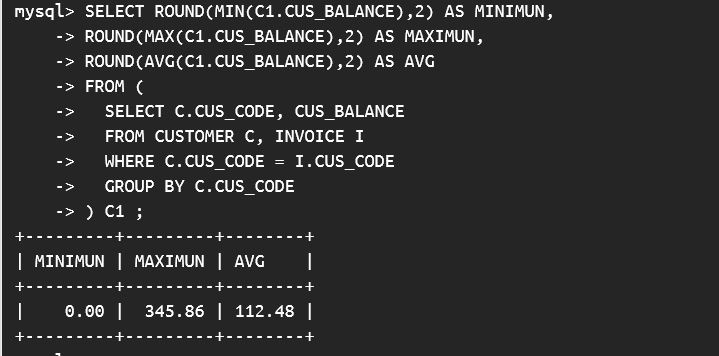 mysql> SELECT ROUND(MIN(C1.CUS_BALANCE),2) AS MINIMUN,
    -> ROUND(MAX(C1.CUS_BALANCE),2) AS MAXIMUN,
    -> ROUND(AVG(C1.CUS_BALANCE),2) AS AVG
    -> FROM (
    ->   SELECT C.CUS_CODE, CUS_BALANCE
    ->   FROM CUSTOMER C, INVOICE I
    ->   WHERE C.CUS_CODE = I.CUS_CODE
    ->   GROUP BY C.CUS_CODE
    -> ) C1 ;
+---------+---------+--------+
| MINIMUN | MAXIMUN | AVG    |
+---------+---------+--------+
|    0.00 |  345.86 | 112.48 |
+---------+---------+--------+